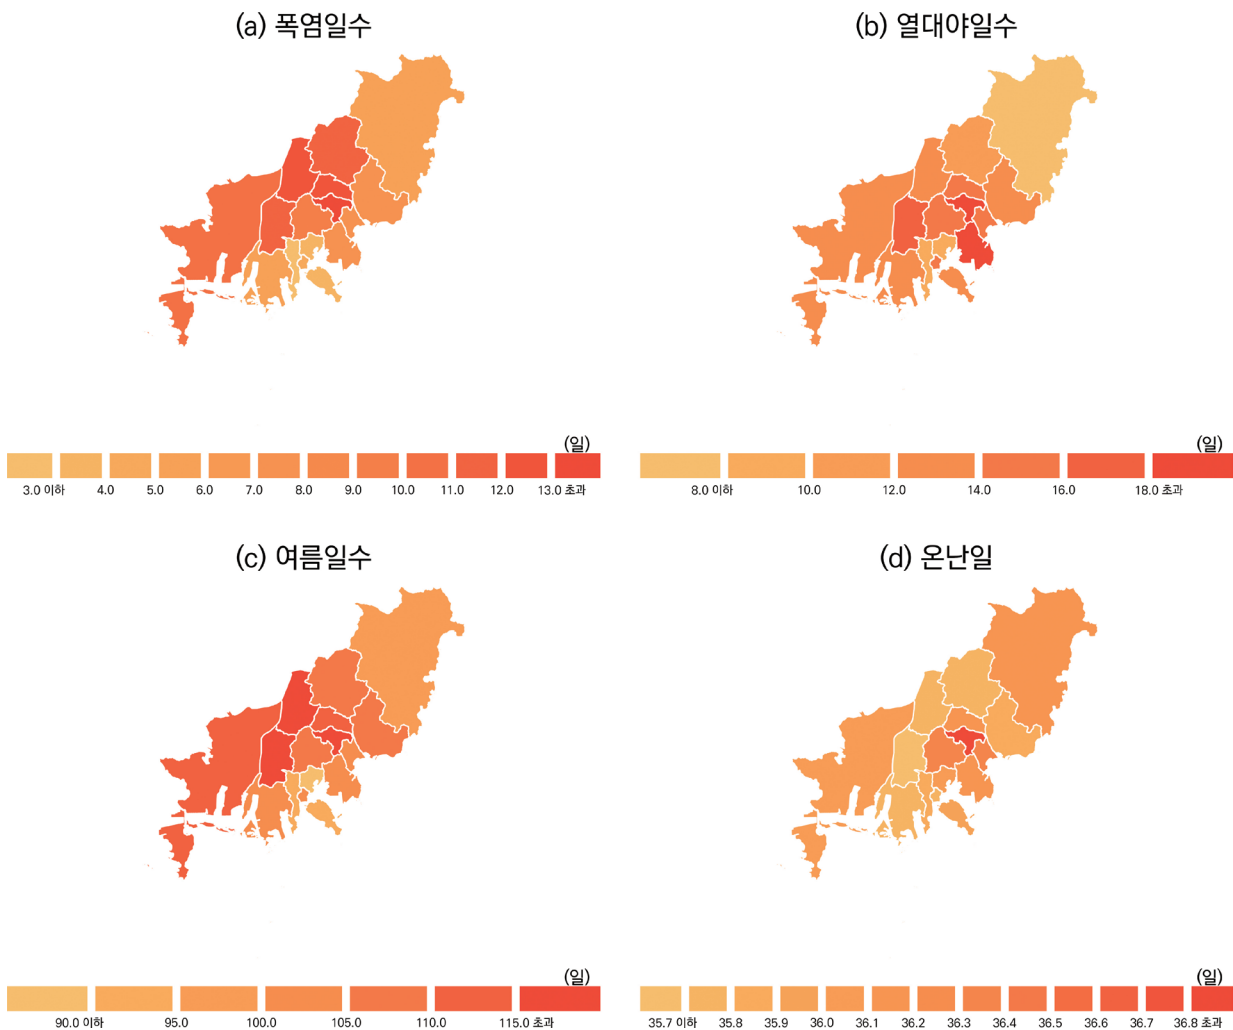 (a) 폭염일수
(b) 열대야일수
(일)
3.0 이하 4.0 5.0 6.0 7.0 8.0 9.0 10.0 11.0 12.0 13.0 초과
(일)
8.0 이하 10.0 12.0 14.0 16.0 18.0 초과
(c) 여름일수
(d) 온난일
(일)
90.0 이하 95.0 100.0 105.0 110.0 115.0 초과
(일)
35.7 이하 35.8 35.9 36.0 36.1 36.2 36.3 36.4 36.5 36.6 36.7 36.8 초과